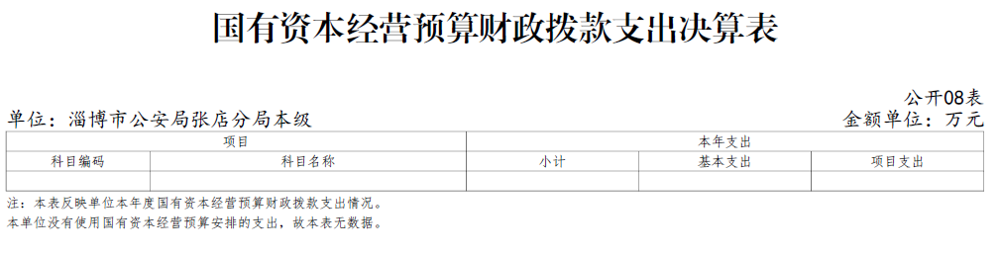 国有资本经营预算财政拨款支出决算表
公开08表
单位：淄博市公安局张店分局本级 金额单位：万元
项目 本年支出
科目编码 科目名称 小计 基本支出 项目支出
注：本表反映单位本年度国有资本经营预算财政拨款支出情况。
本单位没有使用国有资本经营预算安排的支出，故本表无数据。